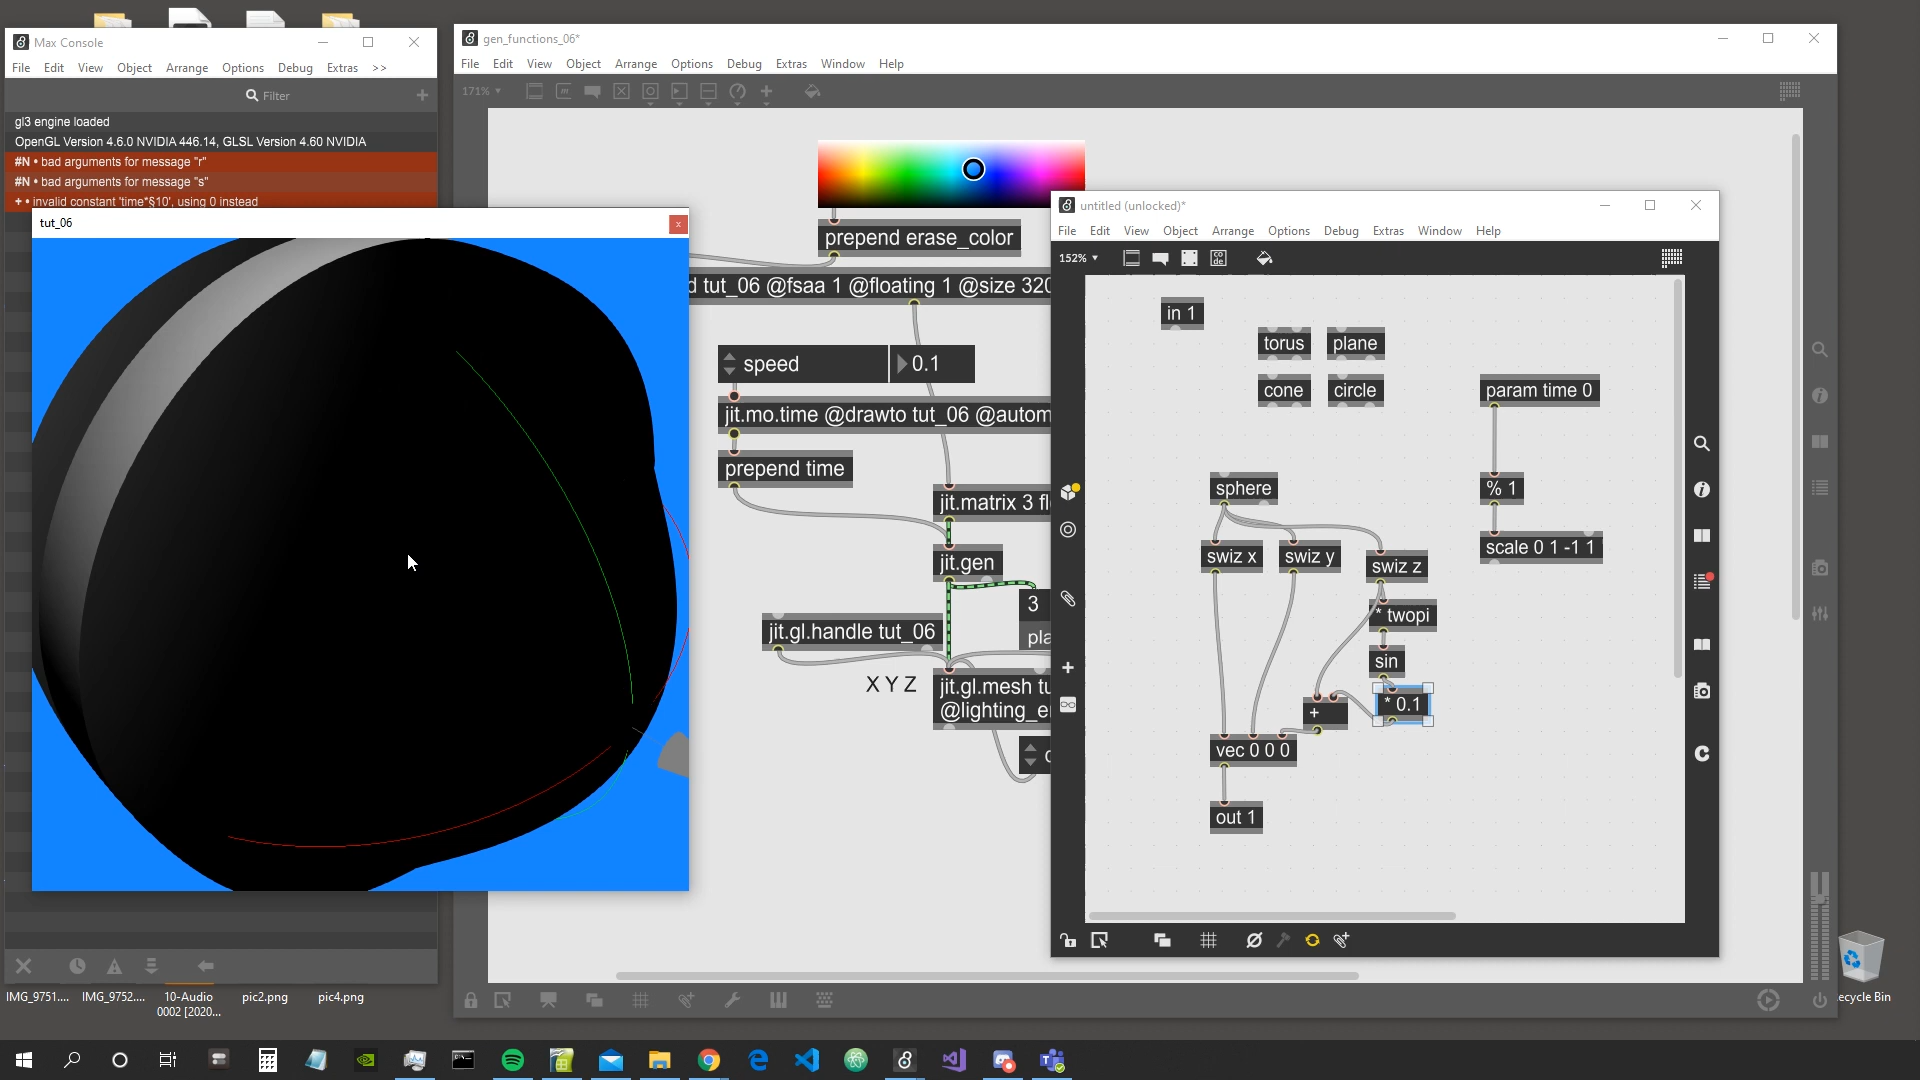 Max Console
File Edit View Object Arrange Options Debug Extras >>
Filter
gl3 engine loaded
OpenGL Version 4.6.0 NVIDIA 446.14, GLSL Version 4.60 NVIDIA
#N • bad arguments for message "r"
#N • bad arguments for message "s"
+ • invalid constant 'time*§10', using 0 instead
tut_06
x
gen_functions_06*
File Edit View Object Arrange Options Debug Extras Window Help
171%
prepend erase_color
d tut_06 @fsaa 1 @floating 1 @size 320
speed
0.1
jit.mo.time @drawto tut_06 @autom
prepend time
jit.matrix 3 fl
jit.gen
3
pla
jit.gl.handle tut_06
X Y Z
jit.gl.mesh tu
@lighting_e
untitled (unlocked)*
File Edit View Object Arrange Options Debug Extras Window Help
152%
in 1
torus
plane
cone
circle
param time 0
% 1
scale 0 1 -1 1
sphere
swiz x
swiz y
swiz z
* twopi
sin
* 0.1
+
vec 0 0 0
out 1
IMG_9751....
IMG_9752....
10-Audio
0002 [2020...
pic2.png
pic4.png
ecycle Bin